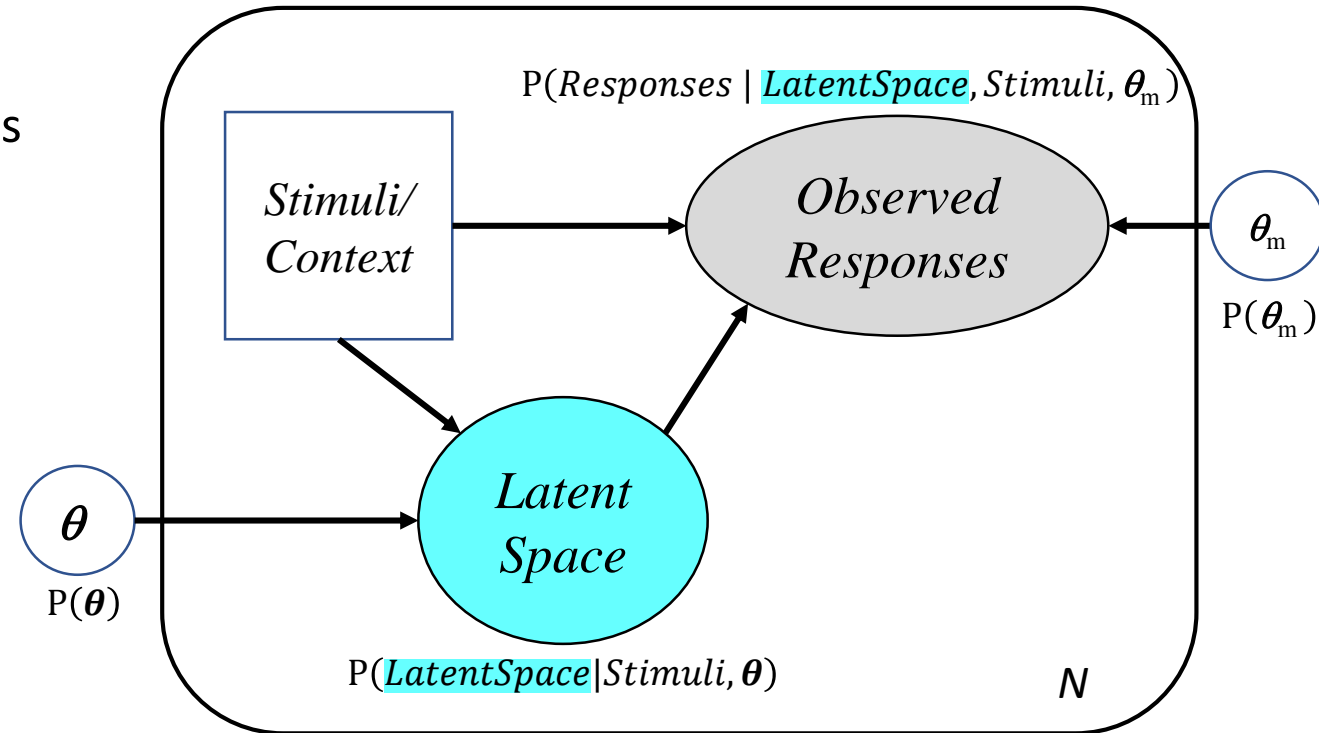 P(Responses | LatentSpace, Stimuli, θm)
s
Stimuli/
Context
Observed
Responses
θm
P(θm)
θ
P(θ)
Latent
Space
P(LatentSpace|Stimuli, θ)
N